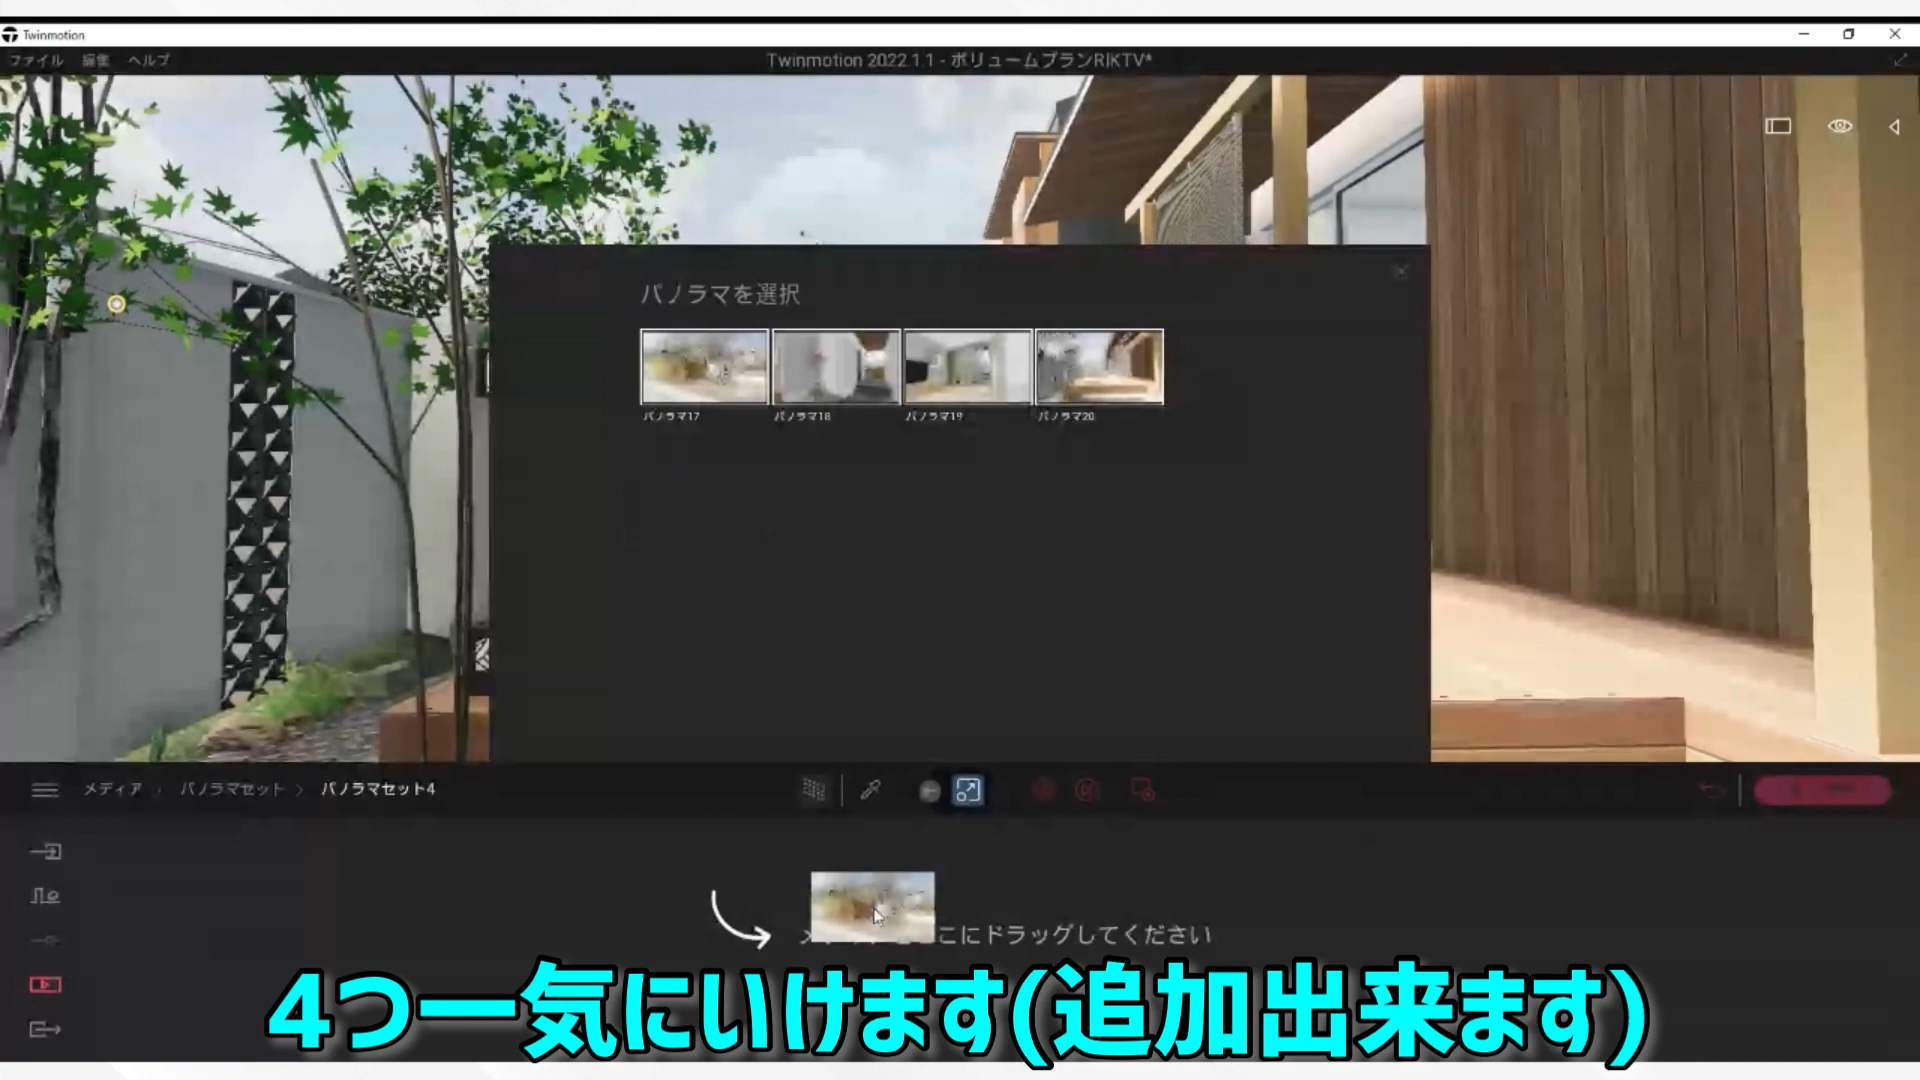 Twinmotion
ファイル 編集 ヘルプ
Twinmotion 2022.1.1 - ボリュームプランRIKTV*
パノラマを選択
パノラマ17 パノラマ18 パノラマ19 パノラマ20
メディア > パノラマセット > パノラマセット4
こにドラッグしてください
4つ一気にいけます(追加出来ます)